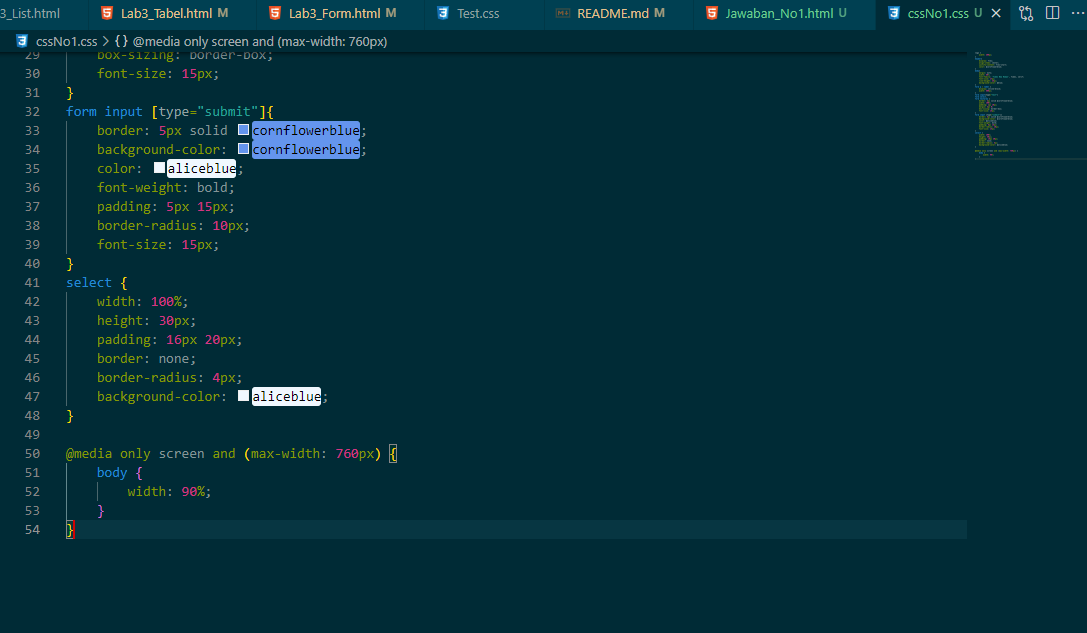 3_List.html Lab3_Tabel.html M Lab3_Form.html M Test.css README.md M Jawaban_No1.html U cssNo1.css U
cssNo1.css > {} @media only screen and (max-width: 760px)
29 box-sizing: border-box;
30 font-size: 15px;
31 }
32 form input [type="submit"]{
33 border: 5px solid cornflowerblue;
34 background-color: cornflowerblue;
35 color: aliceblue;
36 font-weight: bold;
37 padding: 5px 15px;
38 border-radius: 10px;
39 font-size: 15px;
40 }
41 select {
42 width: 100%;
43 height: 30px;
44 padding: 16px 20px;
45 border: none;
46 border-radius: 4px;
47 background-color: aliceblue;
48 }
49
50 @media only screen and (max-width: 760px) {
51 body {
52 width: 90%;
53 }
54 }